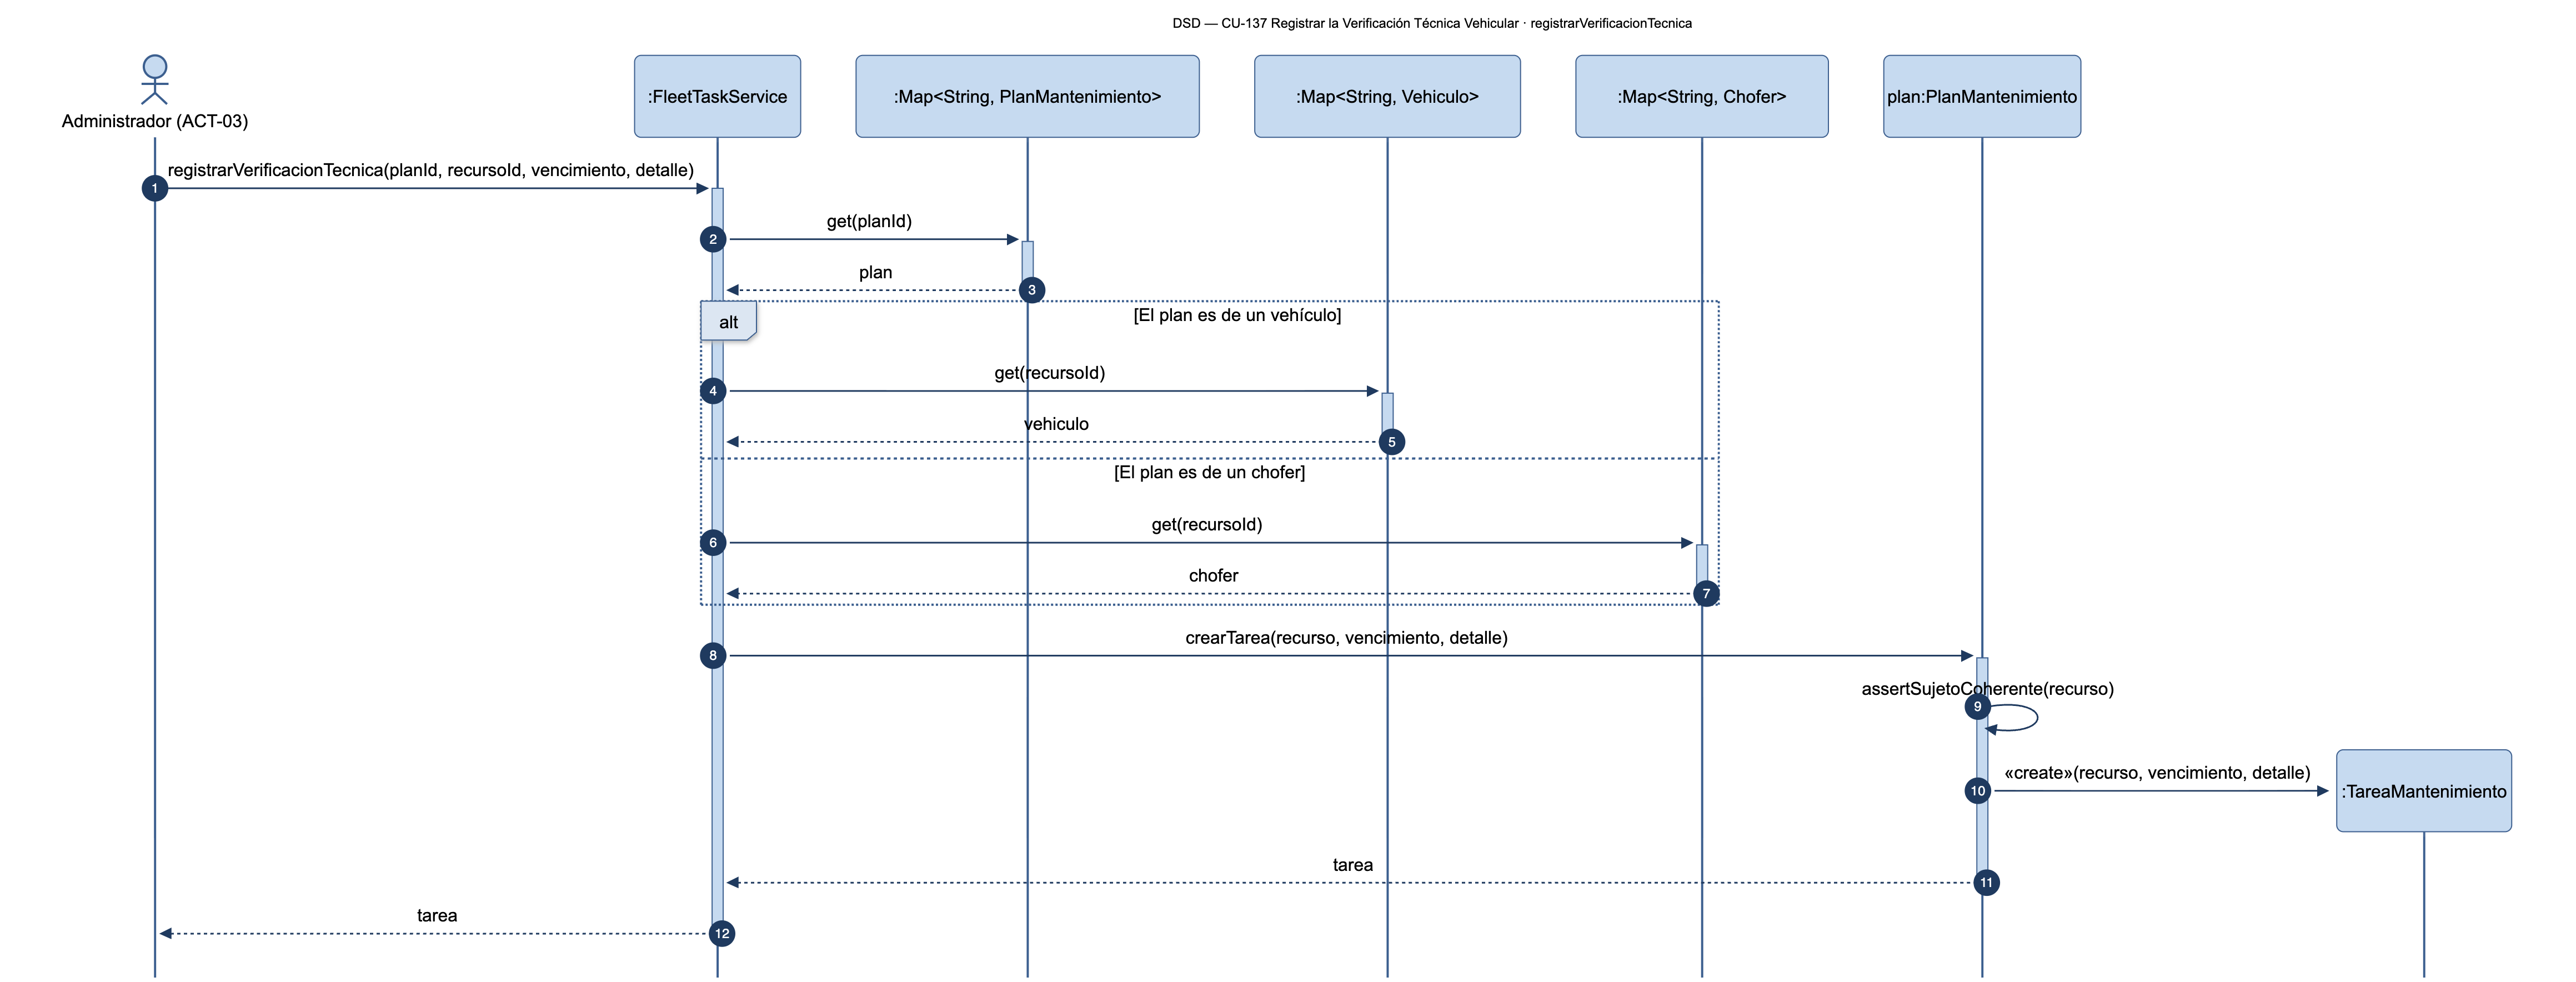 DSD — CU-137 Registrar la Verificación Técnica Vehicular · registrarVerificacionTecnica
Administrador (ACT-03)
:FleetTaskService
:Map<String, PlanMantenimiento>
:Map<String, Vehiculo>
:Map<String, Chofer>
plan:PlanMantenimiento
registrarVerificacionTecnica(planId, recursoId, vencimiento, detalle)
1
get(planId)
2
plan
3
alt
[El plan es de un vehículo]
get(recursoId)
4
vehiculo
5
[El plan es de un chofer]
get(recursoId)
6
chofer
7
crearTarea(recurso, vencimiento, detalle)
8
assertSujetoCoherente(recurso)
9
«create»(recurso, vencimiento, detalle)
10
:TareaMantenimiento
tarea
11
tarea
12